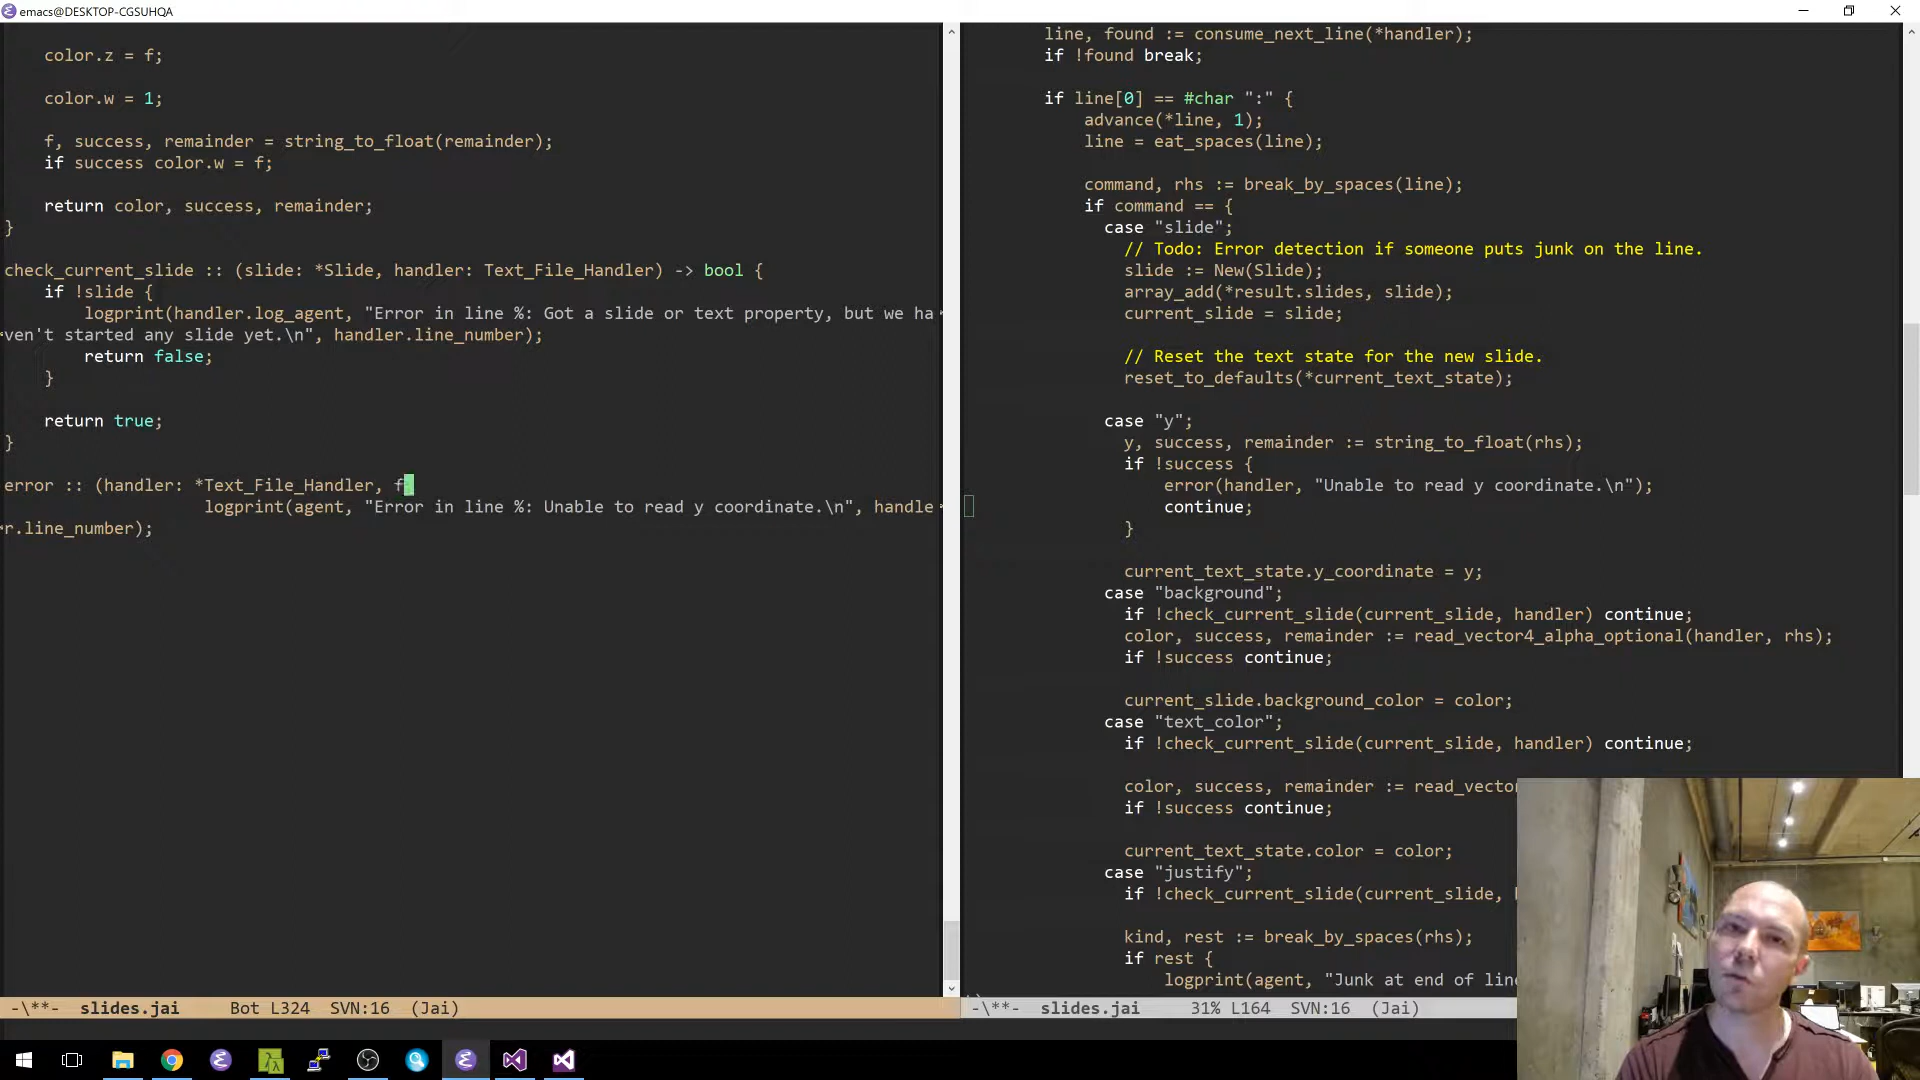 emacs@DESKTOP-CGSUHQA
color.z = f;
color.w = 1;
f, success, remainder = string_to_float(remainder);
if success color.w = f;
return color, success, remainder;
}
check_current_slide :: (slide: *Slide, handler: Text_File_Handler) -> bool {
if !slide {
logprint(handler.log_agent, "Error in line %: Got a slide or text property, but we ha
ven't started any slide yet.\n", handler.line_number);
return false;
}
return true;
}
error :: (handler: *Text_File_Handler, f
logprint(agent, "Error in line %: Unable to read y coordinate.\n", handle
r.line_number);
-\**- slides.jai Bot L324 SVN:16 (Jai)
line, found := consume_next_line(*handler);
if !found break;
if line[0] == #char ":" {
advance(*line, 1);
line = eat_spaces(line);
command, rhs := break_by_spaces(line);
if command == {
case "slide";
// Todo: Error detection if someone puts junk on the line.
slide := New(Slide);
array_add(*result.slides, slide);
current_slide = slide;
// Reset the text state for the new slide.
reset_to_defaults(*current_text_state);
case "y";
y, success, remainder := string_to_float(rhs);
if !success {
error(handler, "Unable to read y coordinate.\n");
continue;
}
current_text_state.y_coordinate = y;
case "background";
if !check_current_slide(current_slide, handler) continue;
color, success, remainder := read_vector4_alpha_optional(handler, rhs);
if !success continue;
current_slide.background_color = color;
case "text_color";
if !check_current_slide(current_slide, handler) continue;
color, success, remainder := read_vecto
if !success continue;
current_text_state.color = color;
case "justify";
if !check_current_slide(current_slide,
kind, rest := break_by_spaces(rhs);
if rest {
logprint(agent, "Junk at end of lin
-\**- slides.jai 31% L164 SVN:16 (Jai)